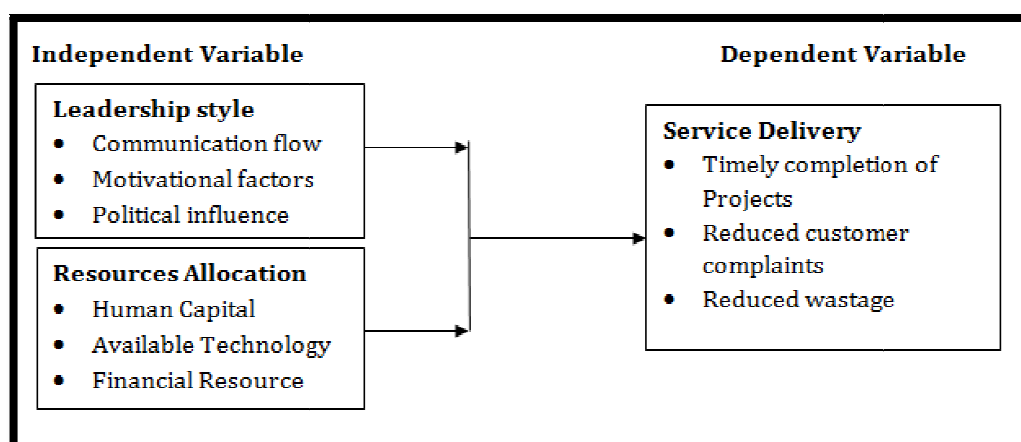 Independent Variable
Dependent Variable
Leadership style
• Communication flow
• Motivational factors
• Political influence
Resources Allocation
• Human Capital
• Available Technology
• Financial Resource
Service Delivery
• Timely completion of
Projects
• Reduced customer
complaints
• Reduced wastage